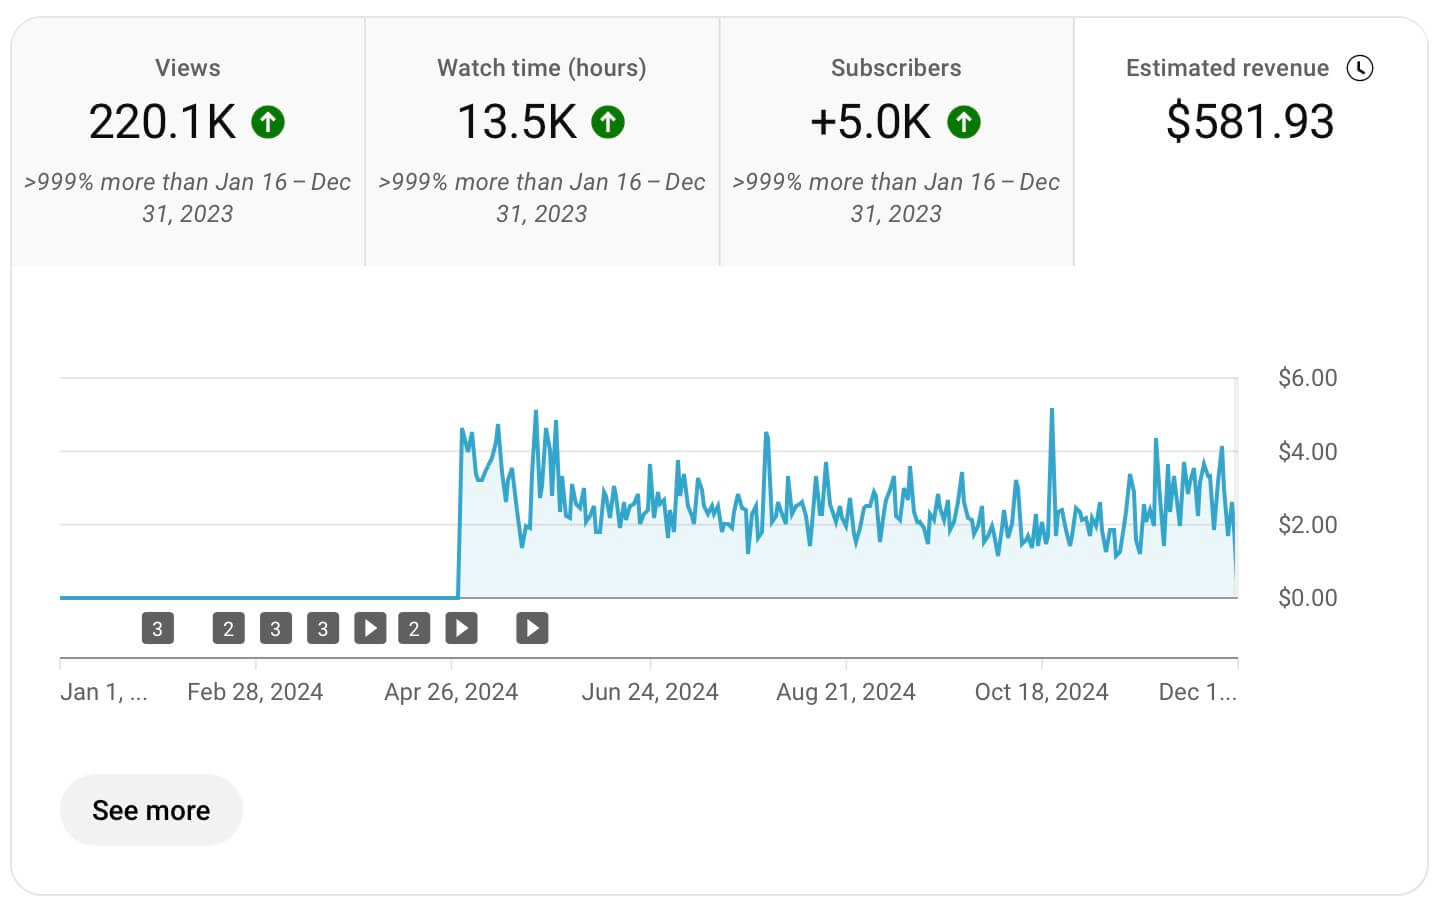 Views
220.1K
>999% more than Jan 16 – Dec
31, 2023
Watch time (hours)
13.5K
>999% more than Jan 16 – Dec
31, 2023
Subscribers
+5.0K
>999% more than Jan 16 – Dec
31, 2023
Estimated revenue
$581.93
$6.00
$4.00
$2.00
$0.00
3 2 3 3 2
Jan 1, ... Feb 28, 2024 Apr 26, 2024 Jun 24, 2024 Aug 21, 2024 Oct 18, 2024 Dec 1...
See more